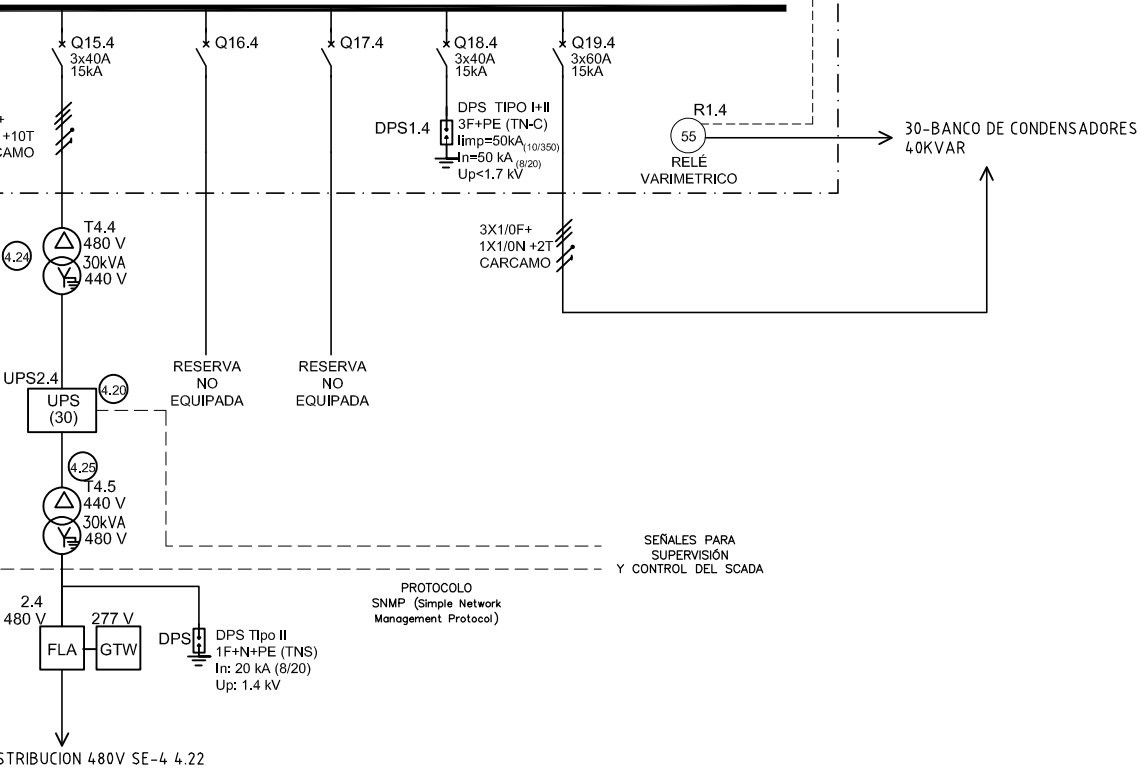 Q15.4
3x40A
15kA
Q16.4
Q17.4
Q18.4
3x40A
15kA
Q19.4
3x60A
15kA
+
+10T
CAMO
DPS1.4
DPS TIPO I+II
3F+PE (TN-C)
Iimp=50kA(10/350)
In=50 kA (8/20)
Up<1.7 kV
R1.4
55
RELÉ
VARIMETRICO
30-BANCO DE CONDENSADORES
40KVAR
4.24
T4.4
480 V
30kVA
440 V
3X1/0F+
1X1/0N +2T
CARCAMO
RESERVA
NO
EQUIPADA
RESERVA
NO
EQUIPADA
UPS2.4
4.20
UPS
(30)
4.25
T4.5
440 V
30kVA
480 V
SEÑALES PARA
SUPERVISIÓN
Y CONTROL DEL SCADA
PROTOCOLO
SNMP (Simple Network
Management Protocol)
2.4
480 V
277 V
FLA
GTW
DPS
DPS Tipo II
1F+N+PE (TNS)
In: 20 kA (8/20)
Up: 1.4 kV
STRIBUCION 480V SE-4 4.22